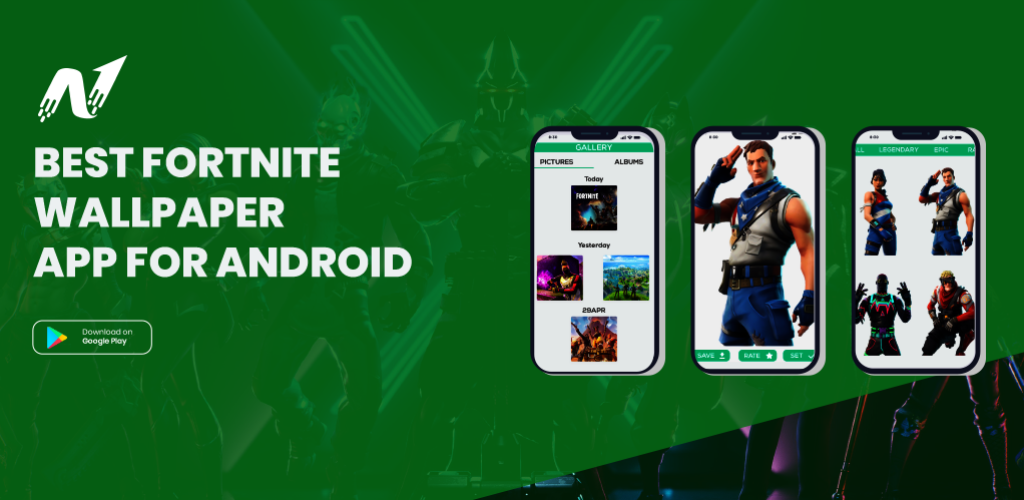 BEST FORTNITE
WALLPAPER
APP FOR ANDROID
Download on
Google Play
GALLERY
PICTURES ALBUMS
Today
FORTNITE
Yesterday
29APR
SAVE RATE SET
LL LEGENDARY EPIC RA